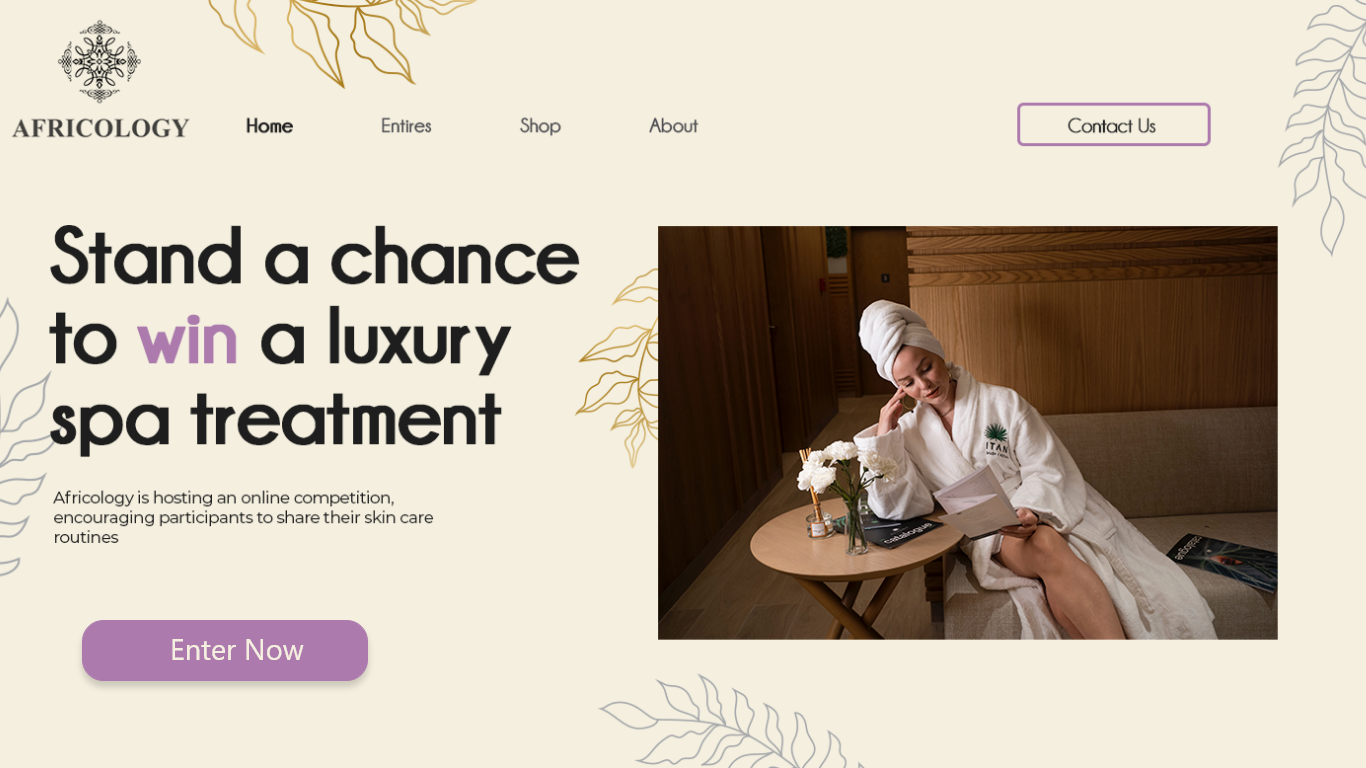 AFRICOLOGY
Home
Entires
Shop
About
Contact Us
Stand a chance
to win a luxury
spa treatment
Africology is hosting an online competition,
encouraging participants to share their skin care
routines
Enter Now
ITAN
catalogue
catalogue